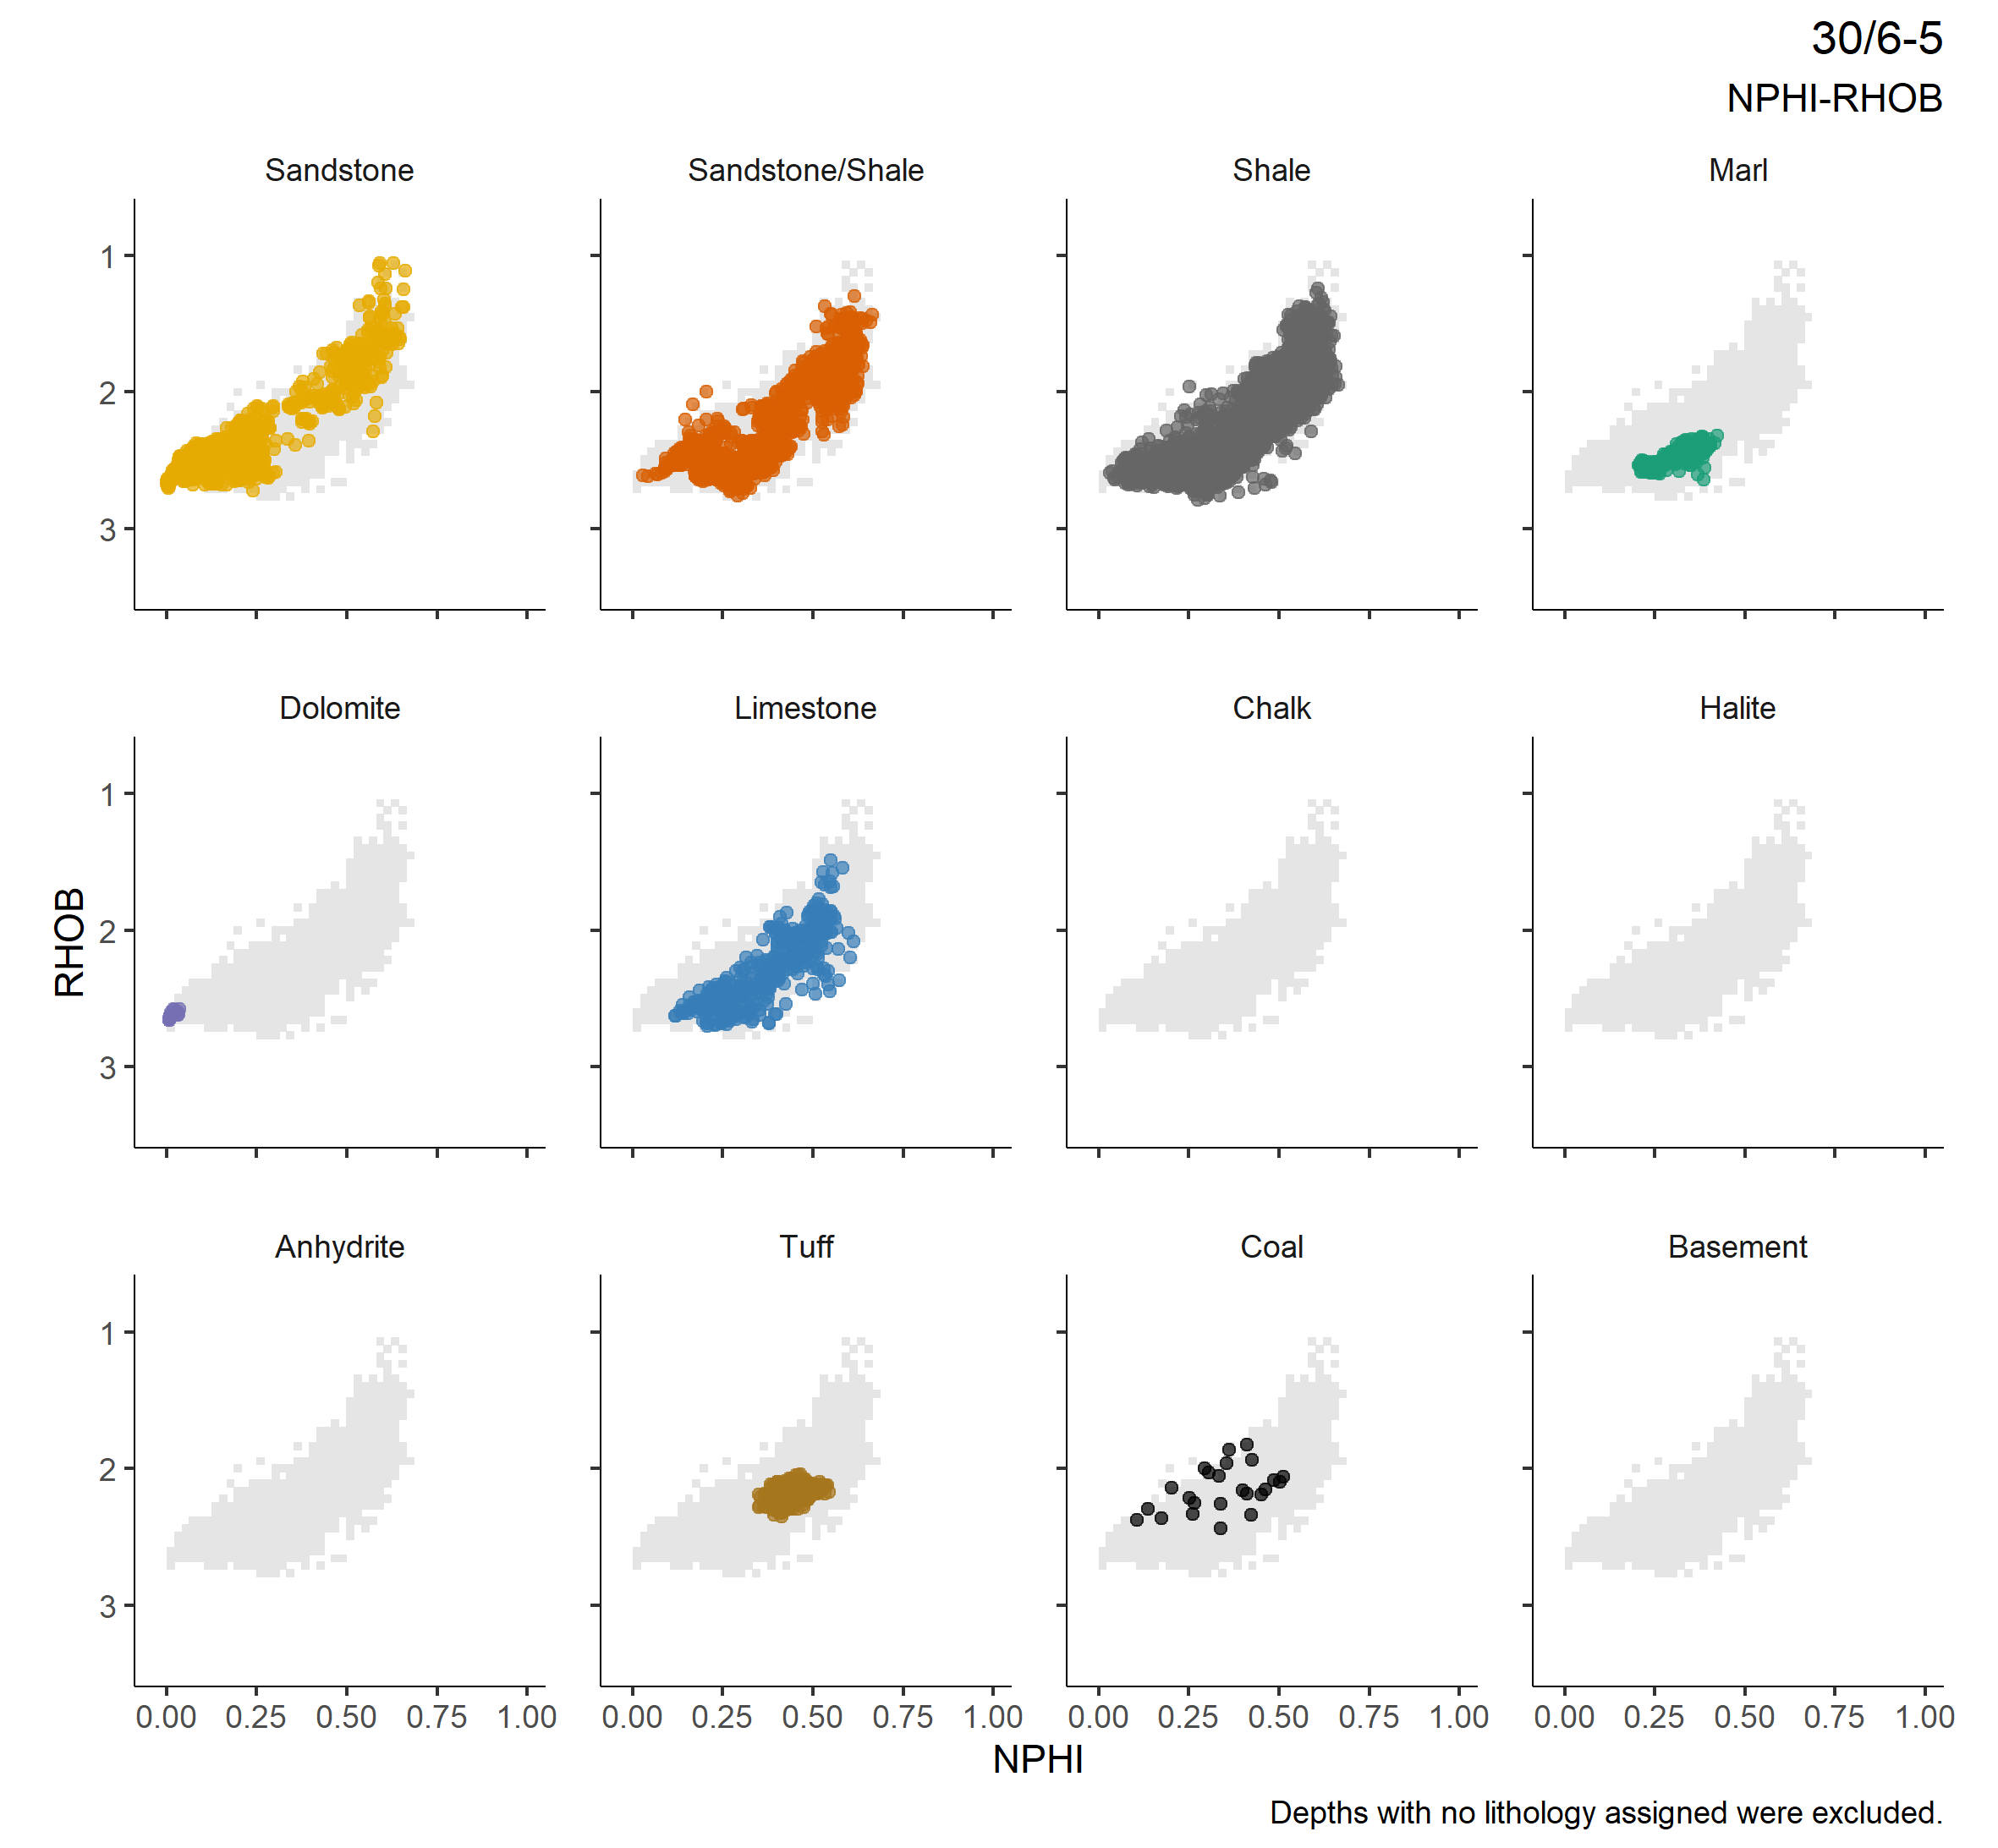 30/6-5
NPHI-RHOB
Sandstone Sandstone/Shale Shale Marl
1
2
3
Dolomite Limestone Chalk Halite
1
2
3
RHOB
Anhydrite Tuff Coal Basement
1
2
3
0.00 0.25 0.50 0.75 1.00 0.00 0.25 0.50 0.75 1.00 0.00 0.25 0.50 0.75 1.00 0.00 0.25 0.50 0.75 1.00
NPHI
Depths with no lithology assigned were excluded.